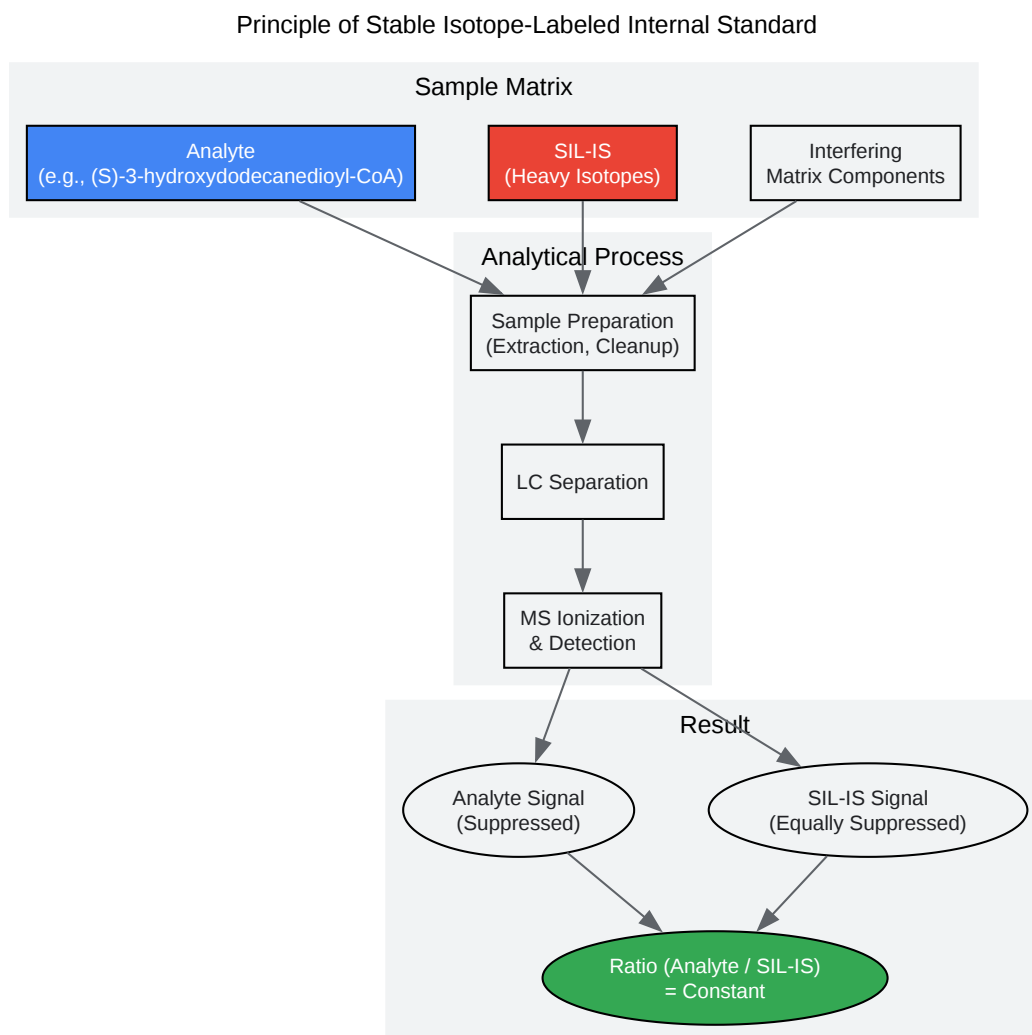 Principle of Stable Isotope-Labeled Internal Standard
Sample Matrix
Analyte
(e.g., (S)-3-hydroxydodecanedioyl-CoA)
SIL-IS
(Heavy Isotopes)
Interfering
Matrix Components
Analytical Process
Sample Preparation
(Extraction, Cleanup)
LC Separation
MS Ionization
& Detection
Result
Analyte Signal
(Suppressed)
SIL-IS Signal
(Equally Suppressed)
Ratio (Analyte / SIL-IS)
= Constant